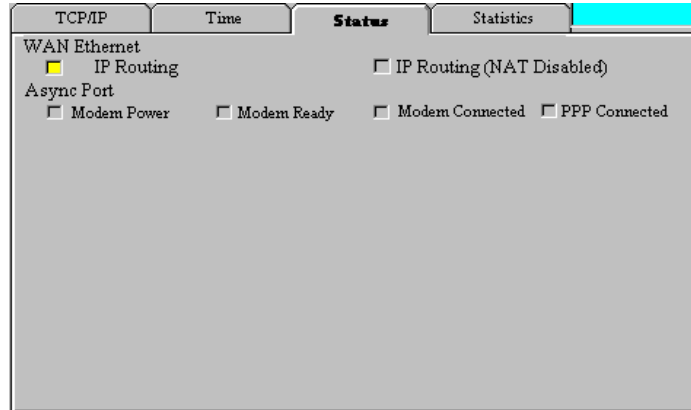 TCP/IP Time Status Statistics
WAN Ethernet
IP Routing IP Routing (NAT Disabled)
Async Port
Modem Power Modem Ready Modem Connected PPP Connected